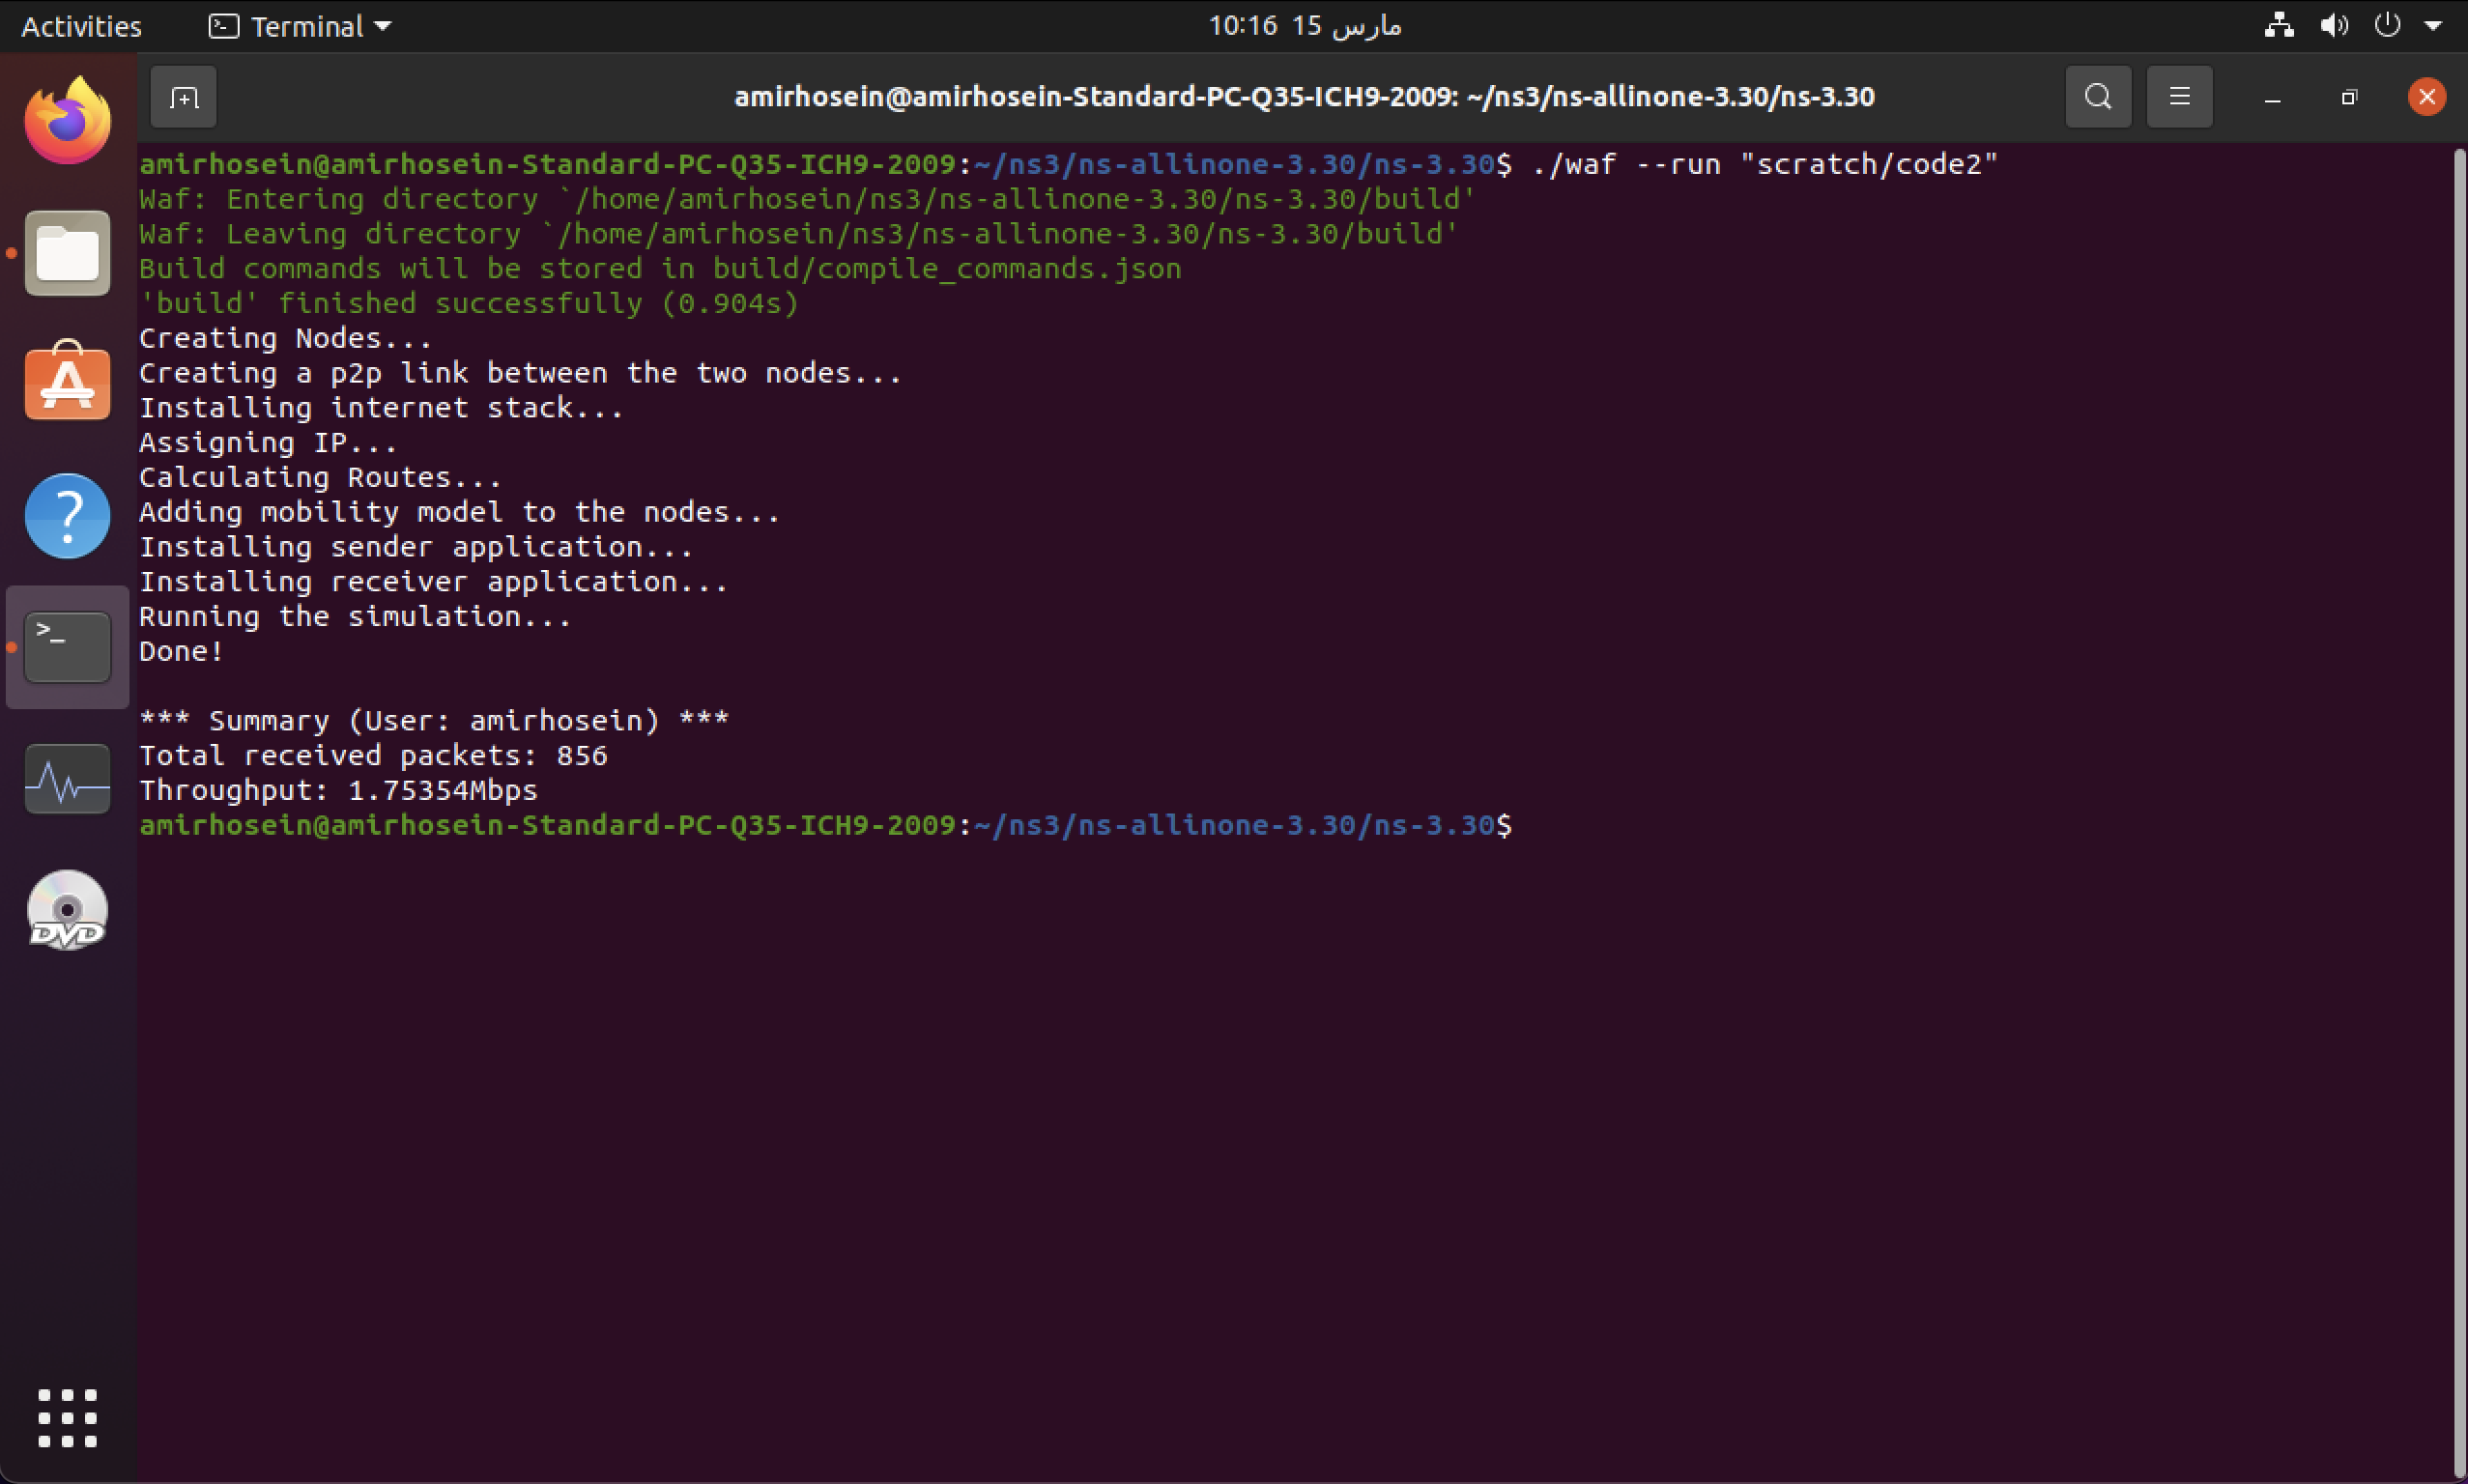 Activities
Terminal
10:16 15 مارس
amirhosein@amirhosein-Standard-PC-Q35-ICH9-2009: ~/ns3/ns-allinone-3.30/ns-3.30
amirhosein@amirhosein-Standard-PC-Q35-ICH9-2009:~/ns3/ns-allinone-3.30/ns-3.30$ ./waf --run "scratch/code2"
Waf: Entering directory `/home/amirhosein/ns3/ns-allinone-3.30/ns-3.30/build'
Waf: Leaving directory `/home/amirhosein/ns3/ns-allinone-3.30/ns-3.30/build'
Build commands will be stored in build/compile_commands.json
'build' finished successfully (0.904s)
Creating Nodes...
Creating a p2p link between the two nodes...
Installing internet stack...
Assigning IP...
Calculating Routes...
Adding mobility model to the nodes...
Installing sender application...
Installing receiver application...
Running the simulation...
Done!
*** Summary (User: amirhosein) ***
Total received packets: 856
Throughput: 1.75354Mbps
amirhosein@amirhosein-Standard-PC-Q35-ICH9-2009:~/ns3/ns-allinone-3.30/ns-3.30$
DVD